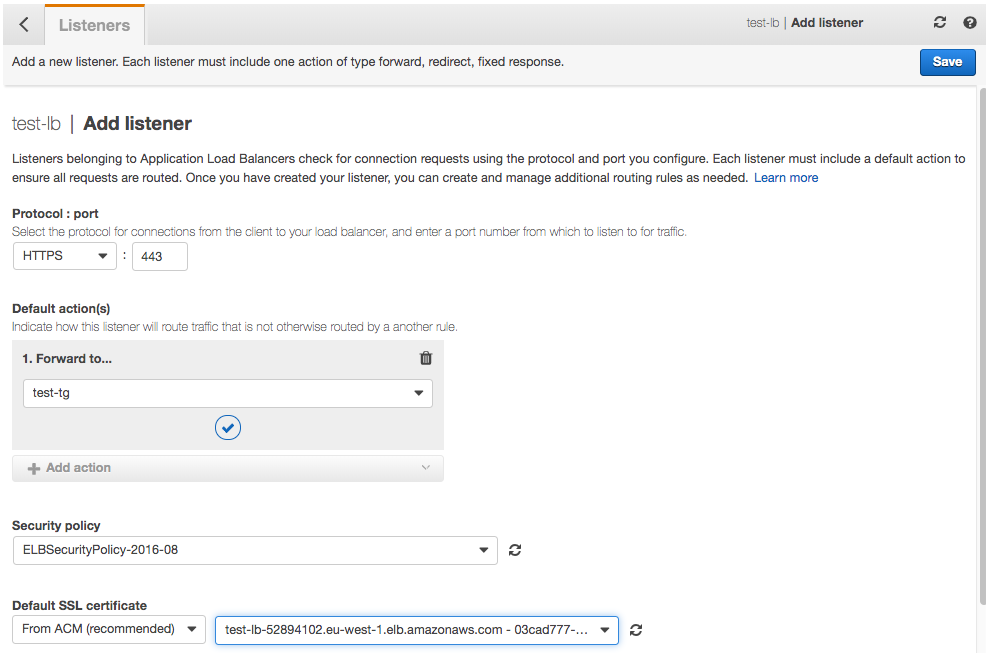 Listeners
test-lb | Add listener
Add a new listener. Each listener must include one action of type forward, redirect, fixed response.
Save
test-lb | Add listener
Listeners belonging to Application Load Balancers check for connection requests using the protocol and port you configure. Each listener must include a default action to
ensure all requests are routed. Once you have created your listener, you can create and manage additional routing rules as needed. Learn more
Protocol : port
Select the protocol for connections from the client to your load balancer, and enter a port number from which to listen to for traffic.
HTTPS : 443
Default action(s)
Indicate how this listener will route traffic that is not otherwise routed by a another rule.
1. Forward to...
test-tg
Add action
Security policy
ELBSecurityPolicy-2016-08
Default SSL certificate
From ACM (recommended) test-lb-52894102.eu-west-1.elb.amazonaws.com - 03cad777-...